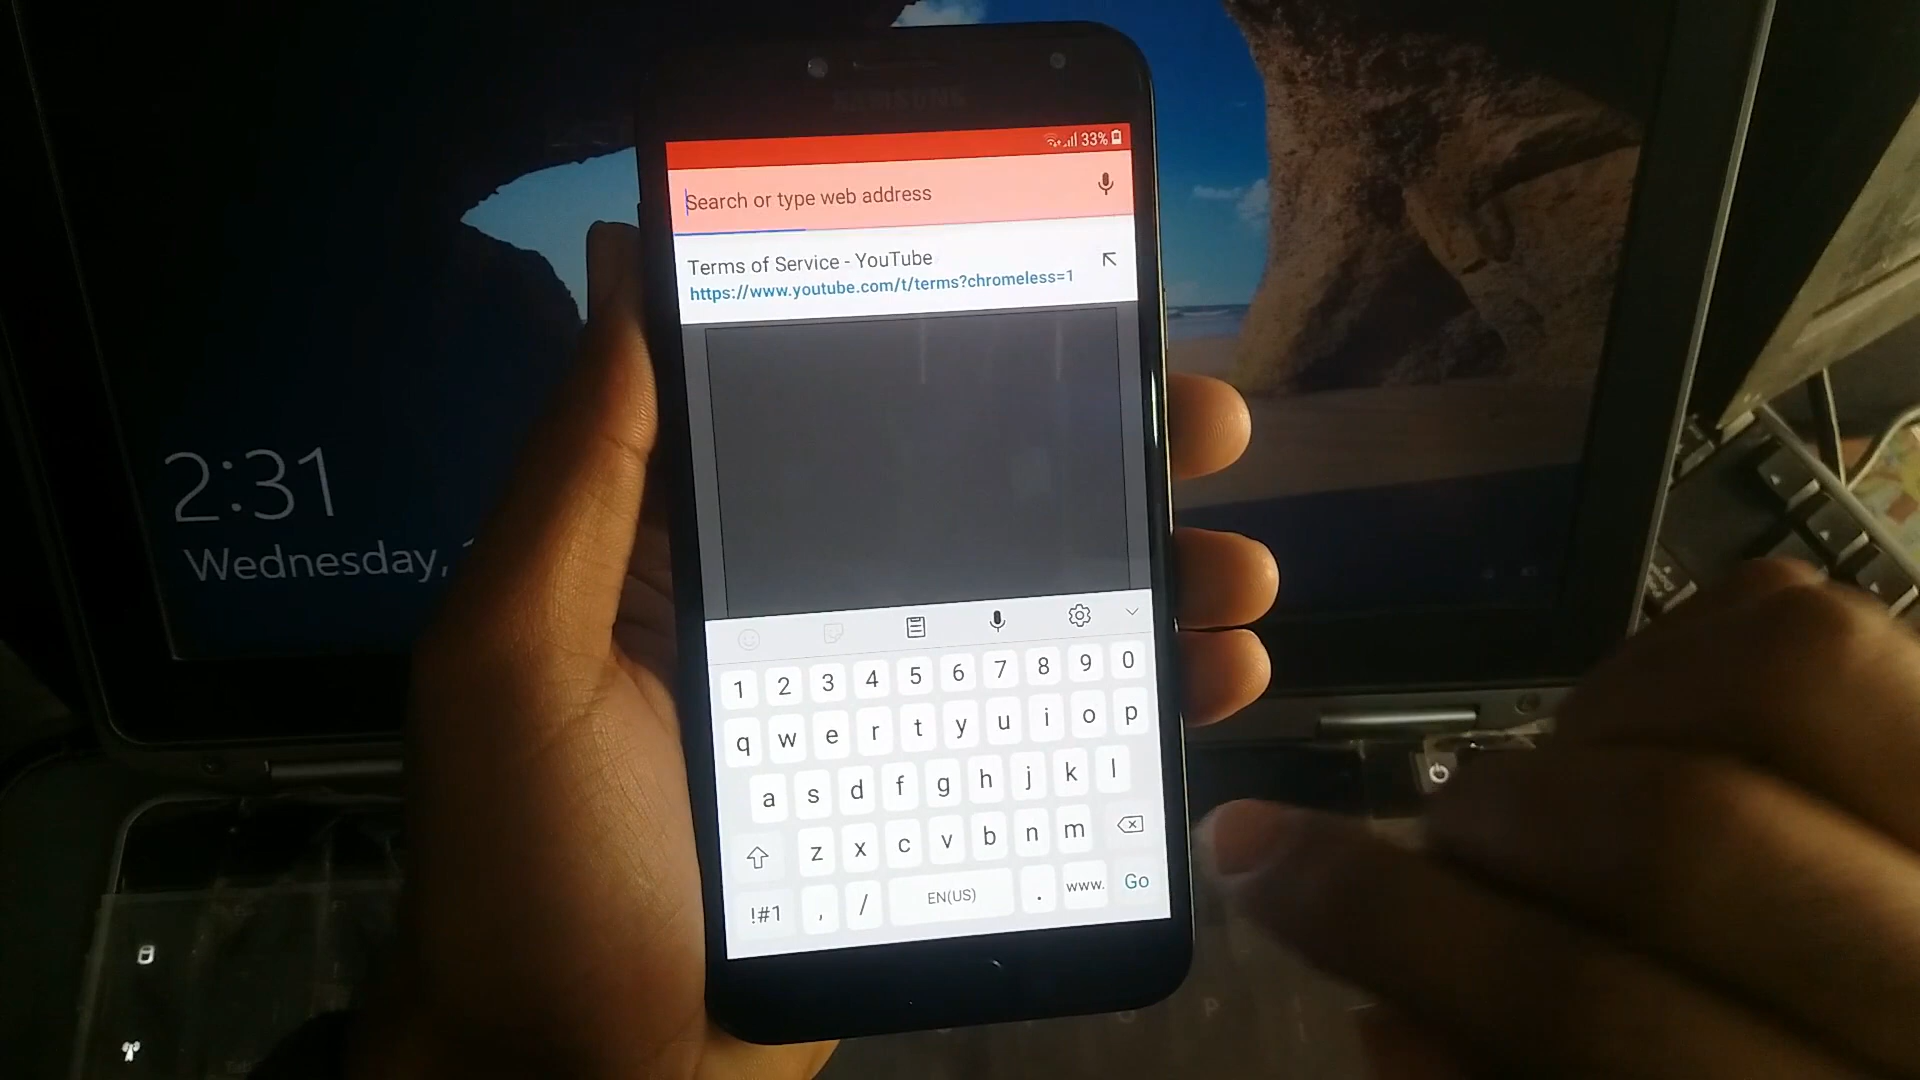 SAMSUNG
33%
Search or type web address
Terms of Service - YouTube
https://www.youtube.com/t/terms?chromeless=1
2:31
Wednesday,
1 2 3 4 5 6 7 8 9 0
q w e r t y u i o p
a s d f g h j k l
z x c v b n m
!#1 , / EN(US) . www. Go